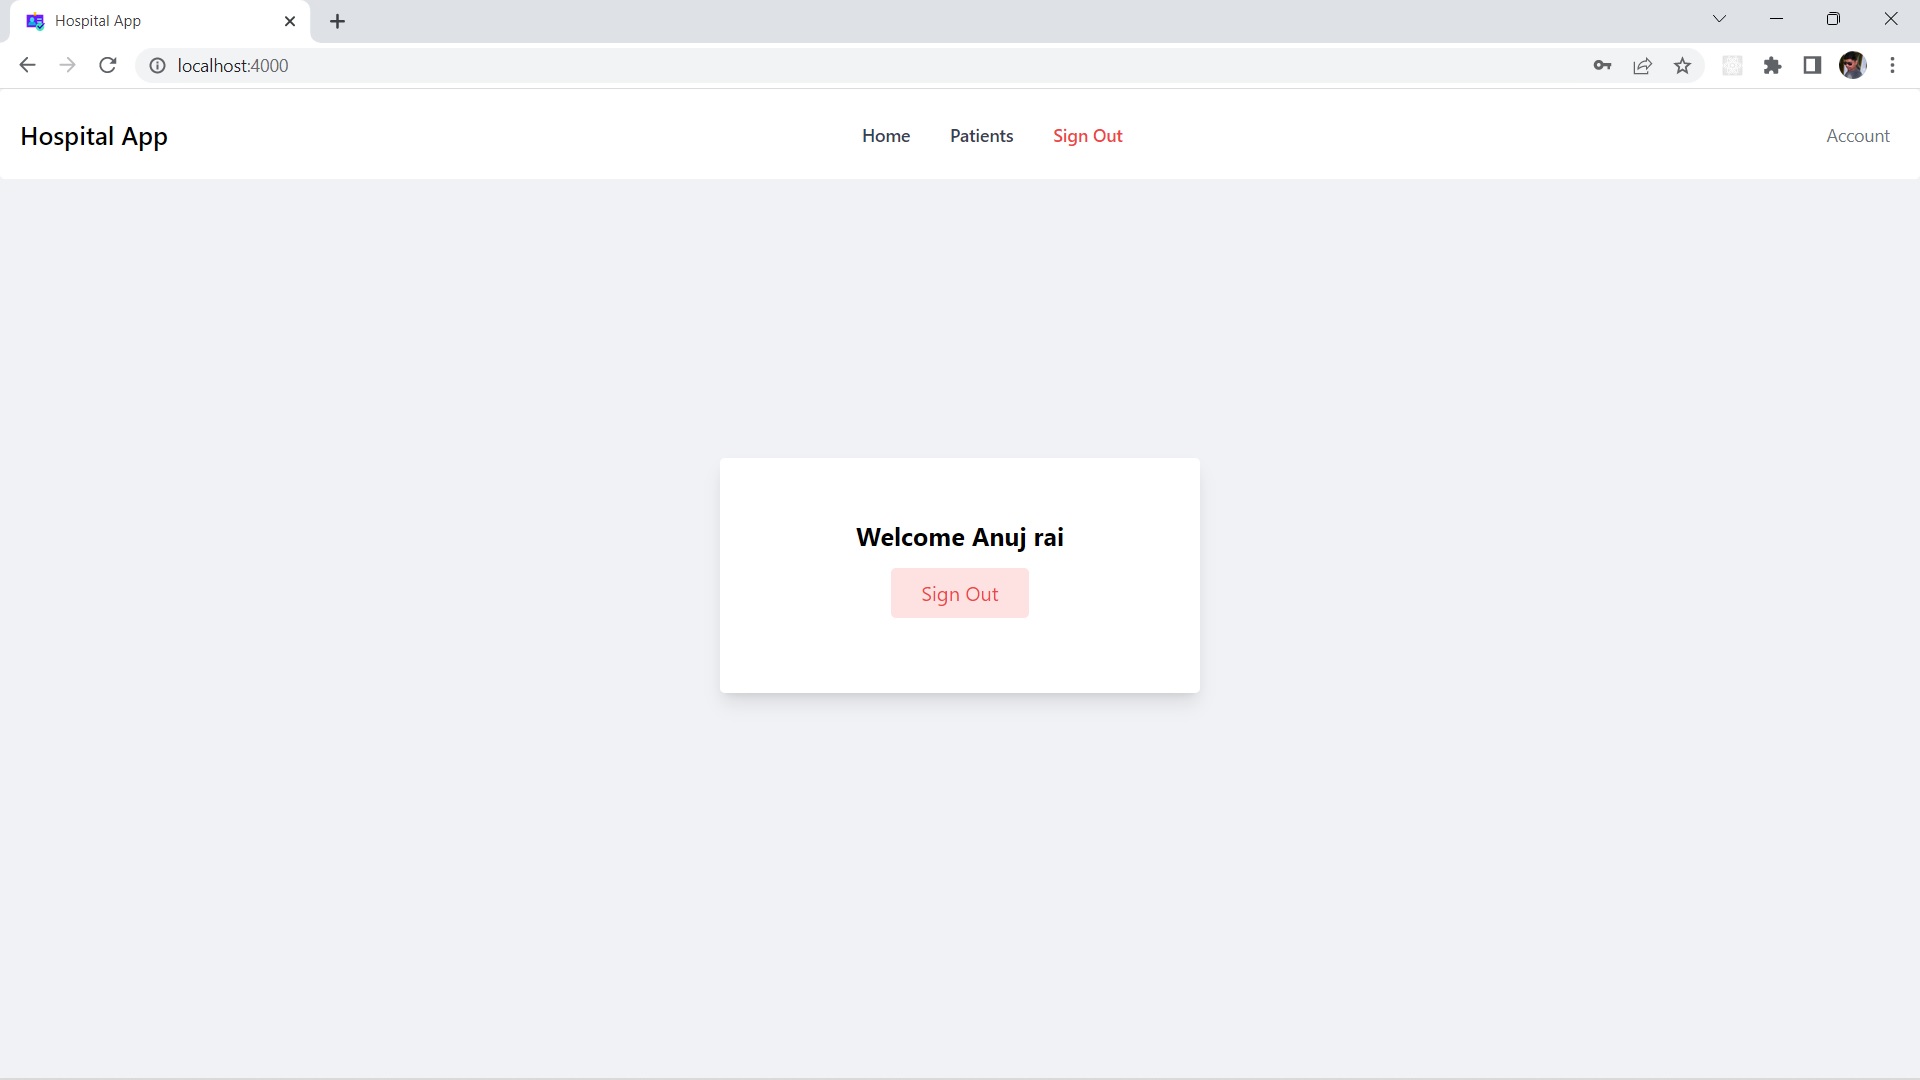 Hospital App
localhost:4000
Hospital App
Home Patients Sign Out
Account
Welcome Anuj rai
Sign Out